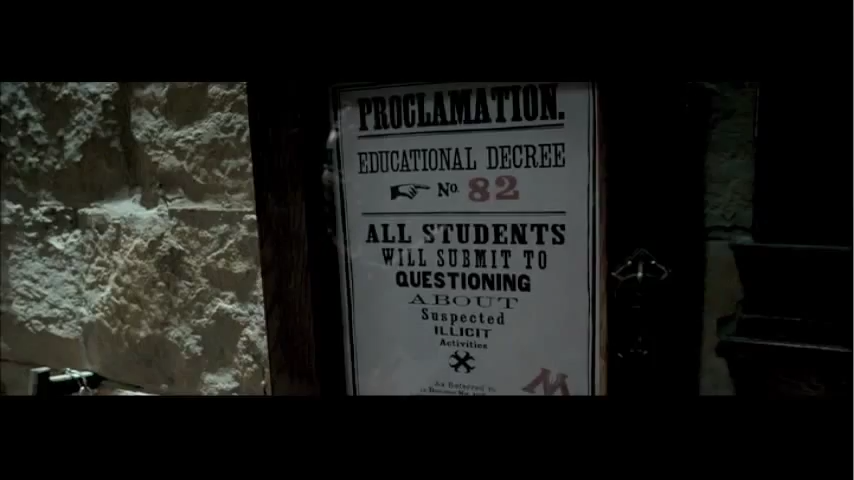 PROCLAMATION.
EDUCATIONAL DECREE
No. 82
ALL STUDENTS
WILL SUBMIT TO
QUESTIONING
ABOUT
Suspected
ILLICIT
Activities
M